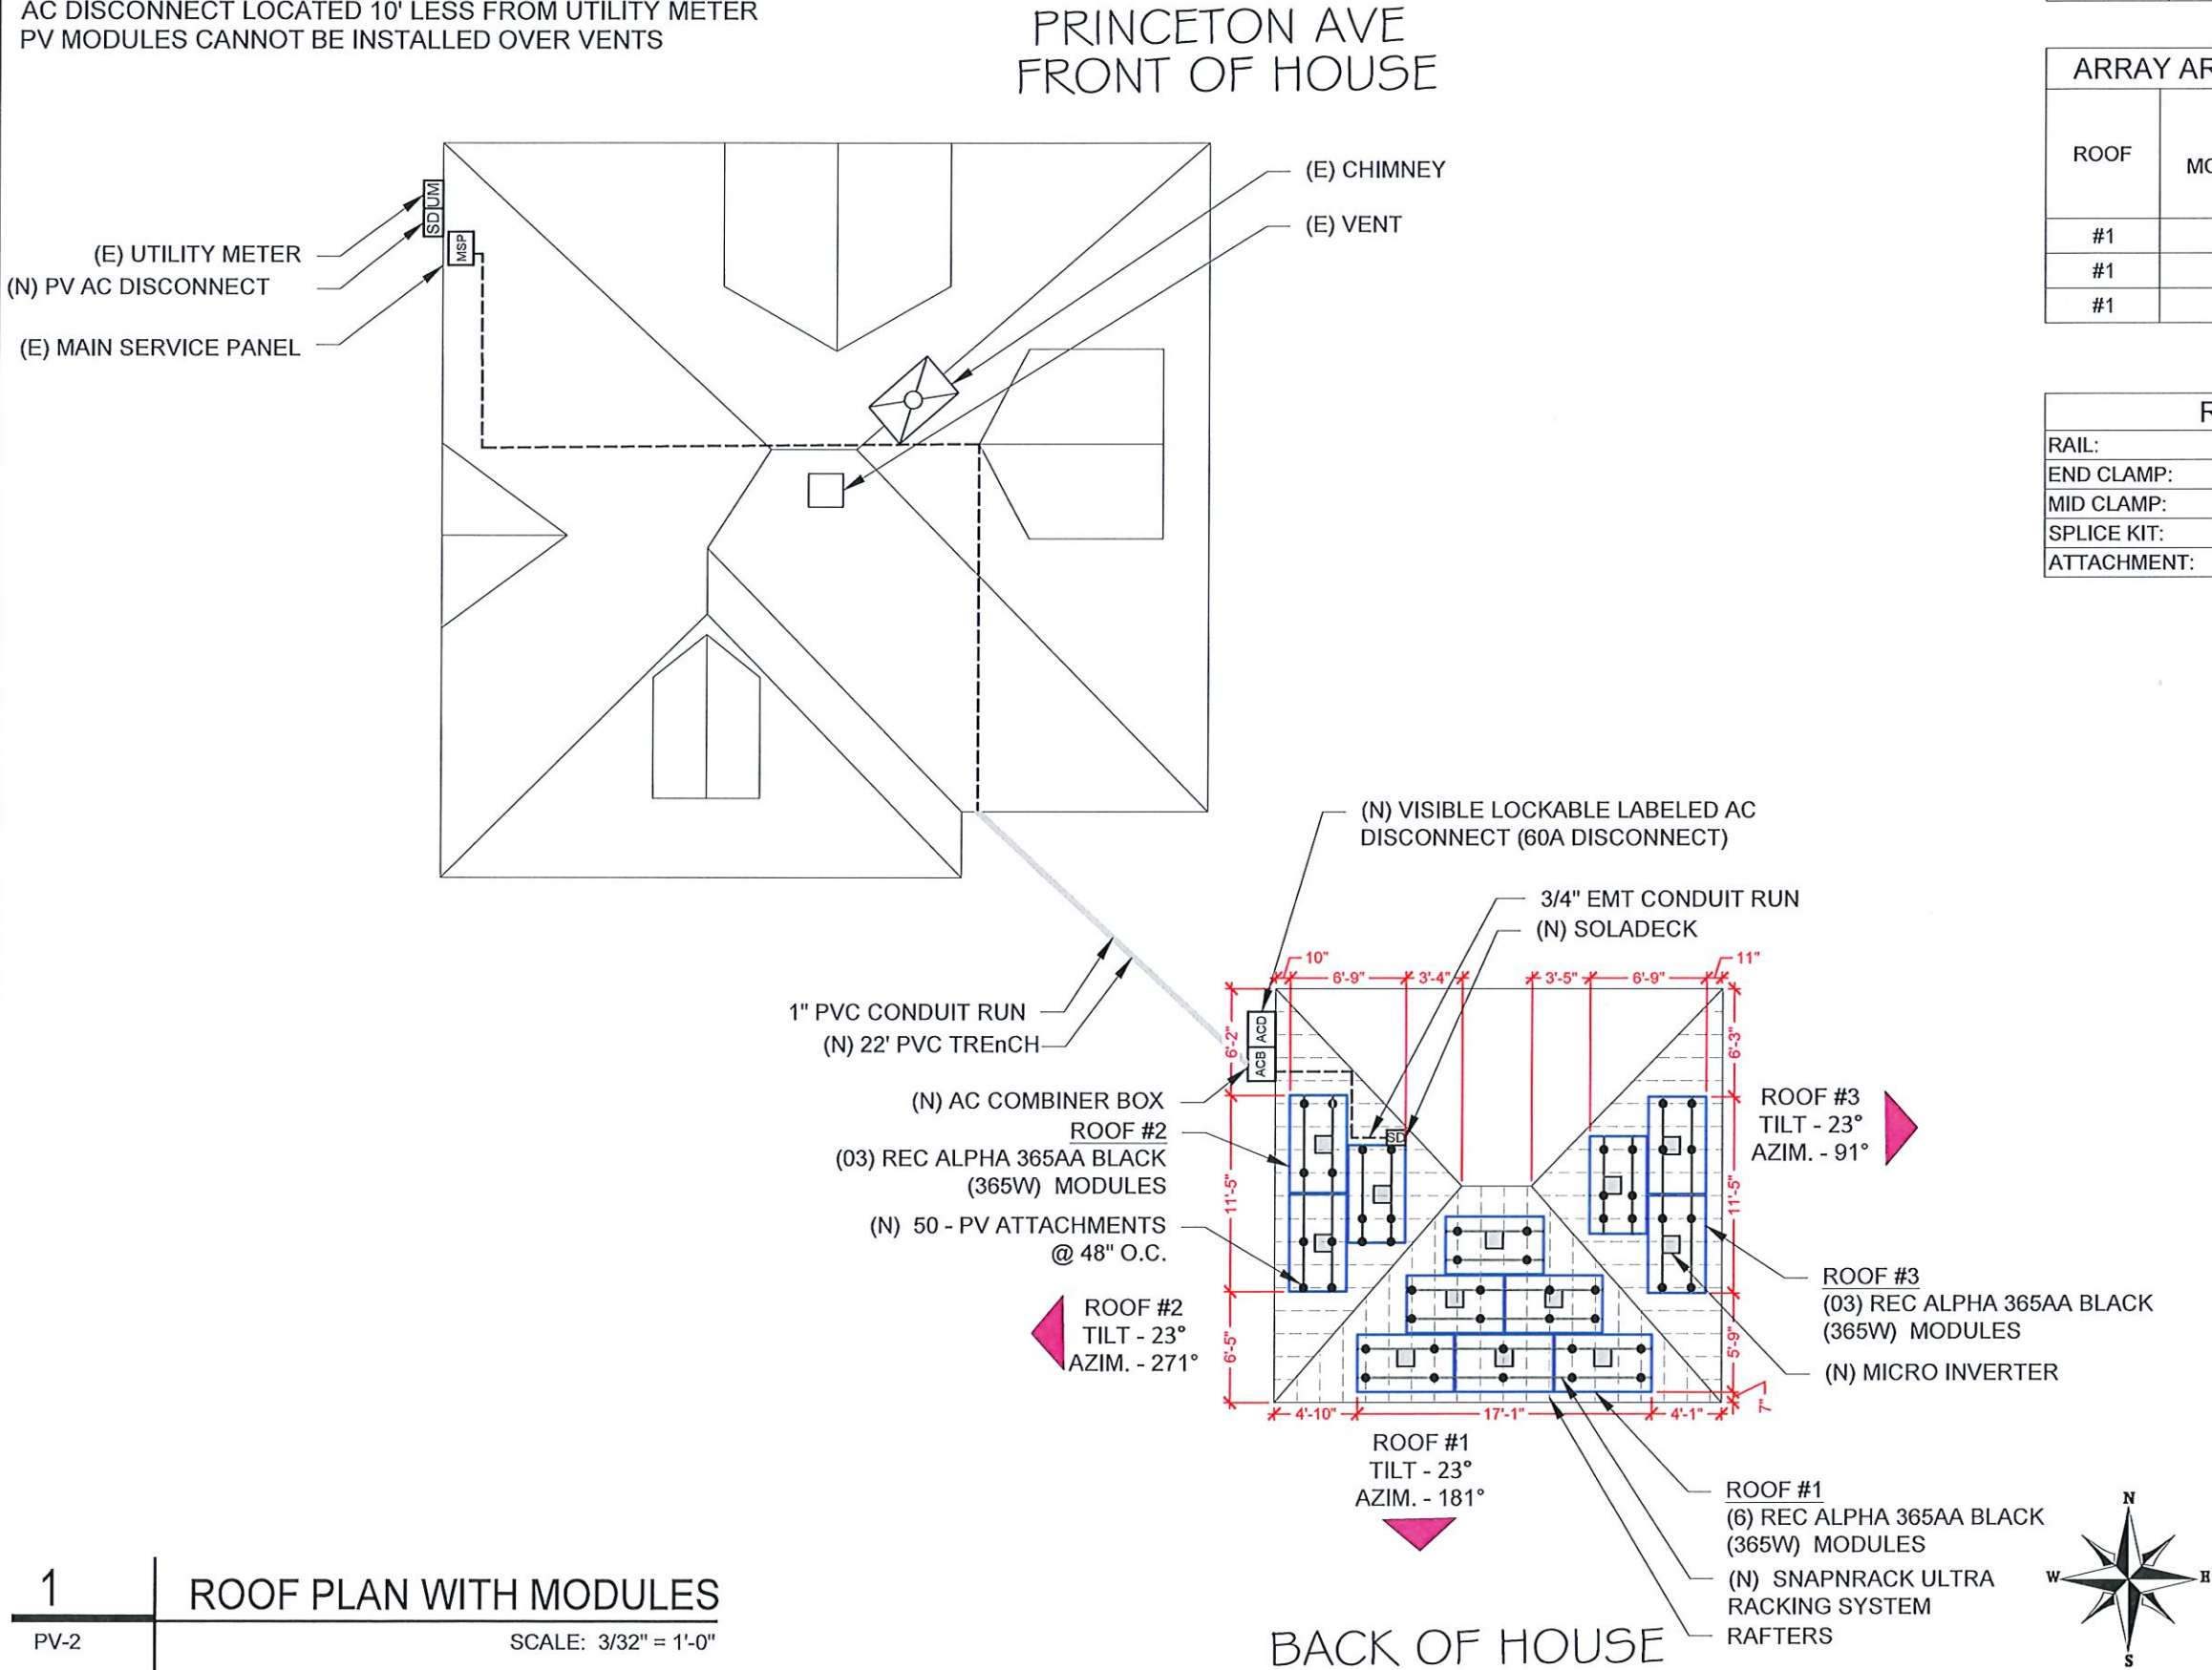 AC DISCONNECT LOCATED 10' LESS FROM UTILITY METER
PV MODULES CANNOT BE INSTALLED OVER VENTS
PRINCETON AVE
FRONT OF HOUSE
ARRAY AR
ROOF
#1
#1
#1
RAIL:
END CLAMP:
MID CLAMP:
SPLICE KIT:
ATTACHMENT:
(E) CHIMNEY
(E) VENT
UM
SD
MSP
(E) UTILITY METER
(N) PV AC DISCONNECT
(E) MAIN SERVICE PANEL
(N) VISIBLE LOCKABLE LABELED AC
DISCONNECT (60A DISCONNECT)
3/4" EMT CONDUIT RUN
(N) SOLADECK
10"
6'-9"
3'-4"
3'-5"
6'-9"
11"
1" PVC CONDUIT RUN
(N) 22' PVC TREnCH
6'-2"
ACD
ACB
SD
6'-3"
(N) AC COMBINER BOX
ROOF #2
(03) REC ALPHA 365AA BLACK
(365W) MODULES
(N) 50 - PV ATTACHMENTS
@ 48" O.C.
11'-5"
11'-5"
ROOF #3
TILT - 23°
AZIM. - 91°
ROOF #2
TILT - 23°
AZIM. - 271°
6'-5"
5'-9"
7"
ROOF #3
(03) REC ALPHA 365AA BLACK
(365W) MODULES
(N) MICRO INVERTER
4'-10"
17'-1"
4'-1"
ROOF #1
TILT - 23°
AZIM. - 181°
ROOF #1
(6) REC ALPHA 365AA BLACK
(365W) MODULES
(N) SNAPNRACK ULTRA
RACKING SYSTEM
RAFTERS
N
W
S
1
PV-2
ROOF PLAN WITH MODULES
SCALE: 3/32" = 1'-0"
BACK OF HOUSE